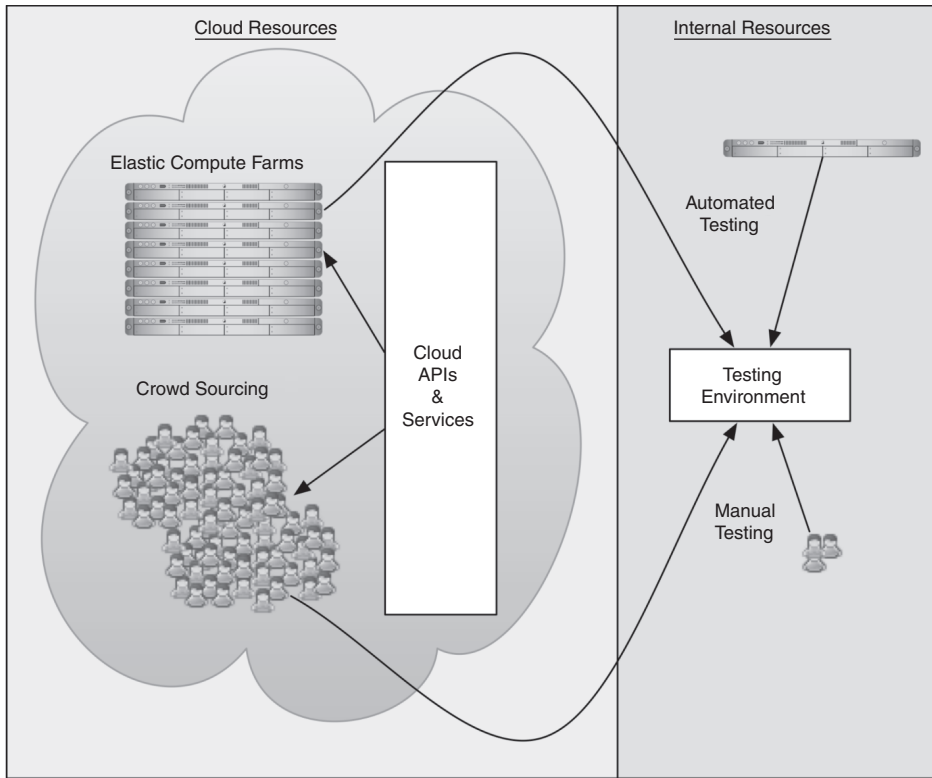 Cloud Resources
Internal Resources
Elastic Compute Farms
Automated
Testing
Cloud
APIs
&
Services
Testing
Environment
Crowd Sourcing
Manual
Testing